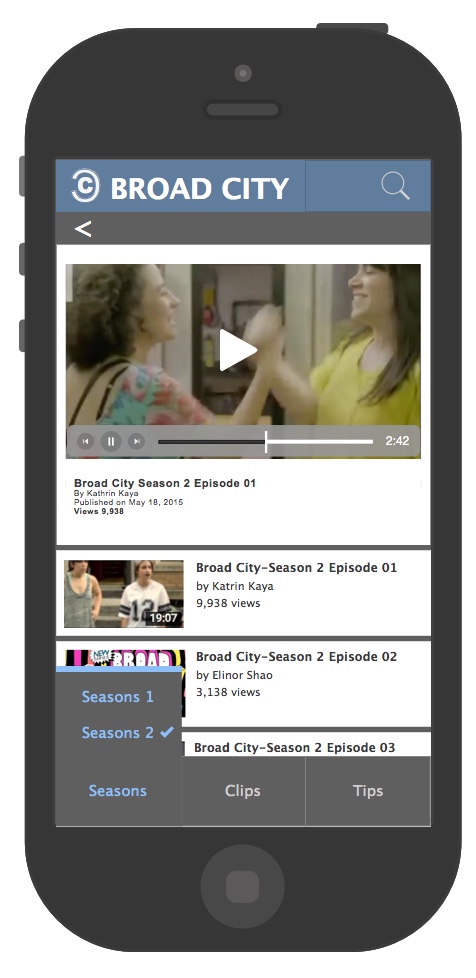 BROAD CITY
<
2:42
Broad City Season 2 Episode 01
By Kathrin Kaya
Published on May 18, 2015
Views 9,938
Broad City-Season 2 Episode 01
by Katrin Kaya
9,938 views
12
19:07
Broad City-Season 2 Episode 02
by Elinor Shao
3,138 views
NEW
BROAD
Seasons 1
Seasons 2 ✓
Broad City-Season 2 Episode 03
Seasons
Clips
Tips